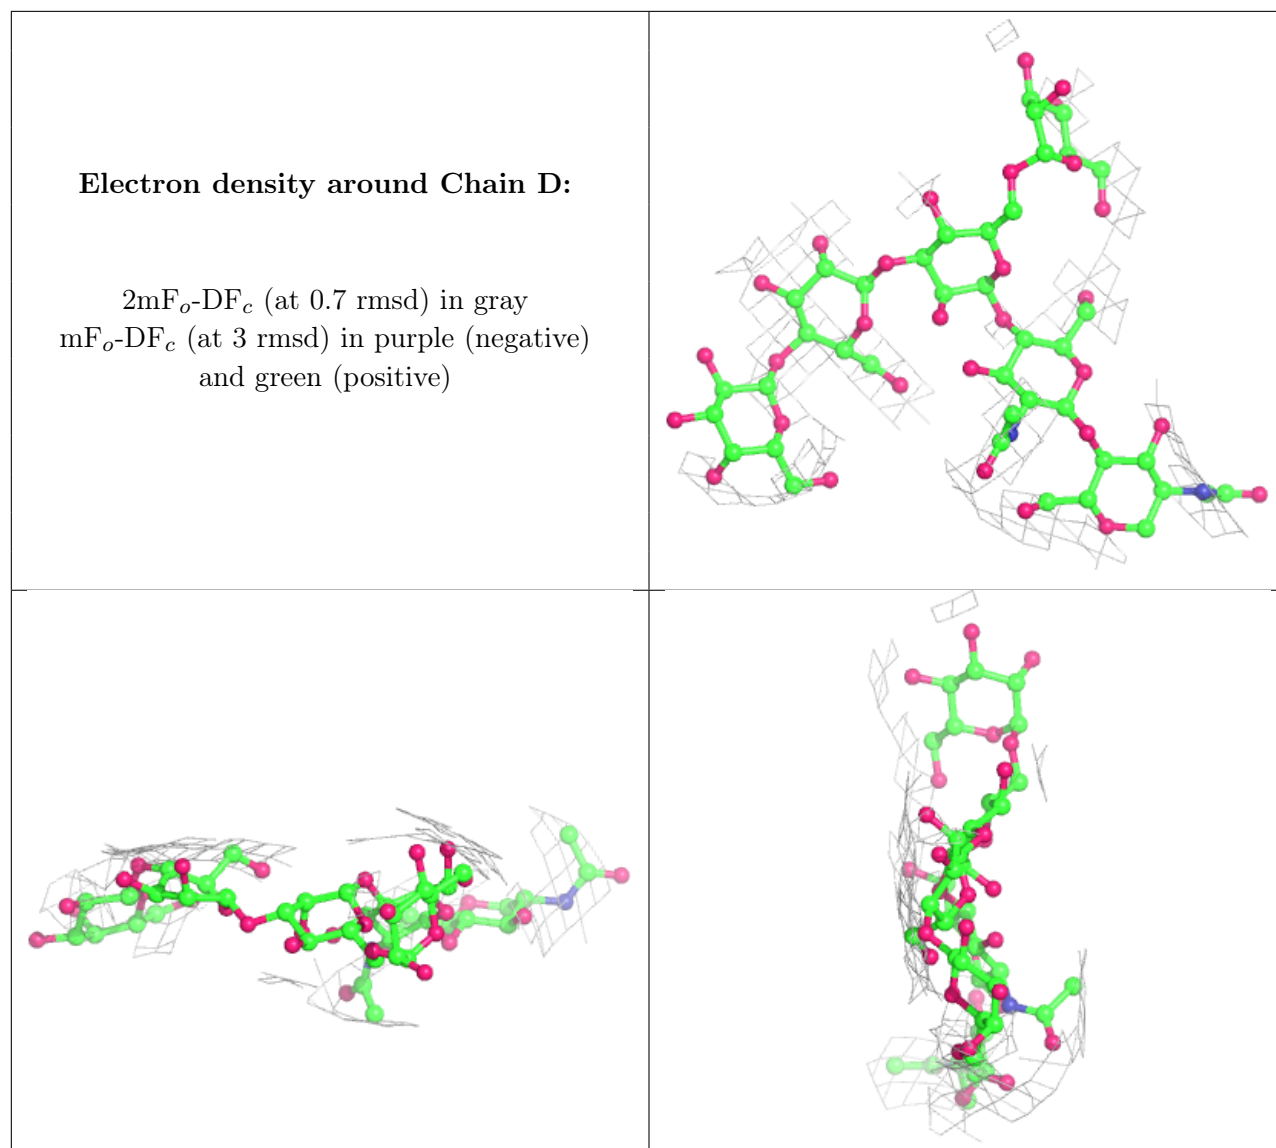 Electron density around Chain D:
2mFo-DFc (at 0.7 rmsd) in gray
mFo-DFc (at 3 rmsd) in purple (negative)
and green (positive)